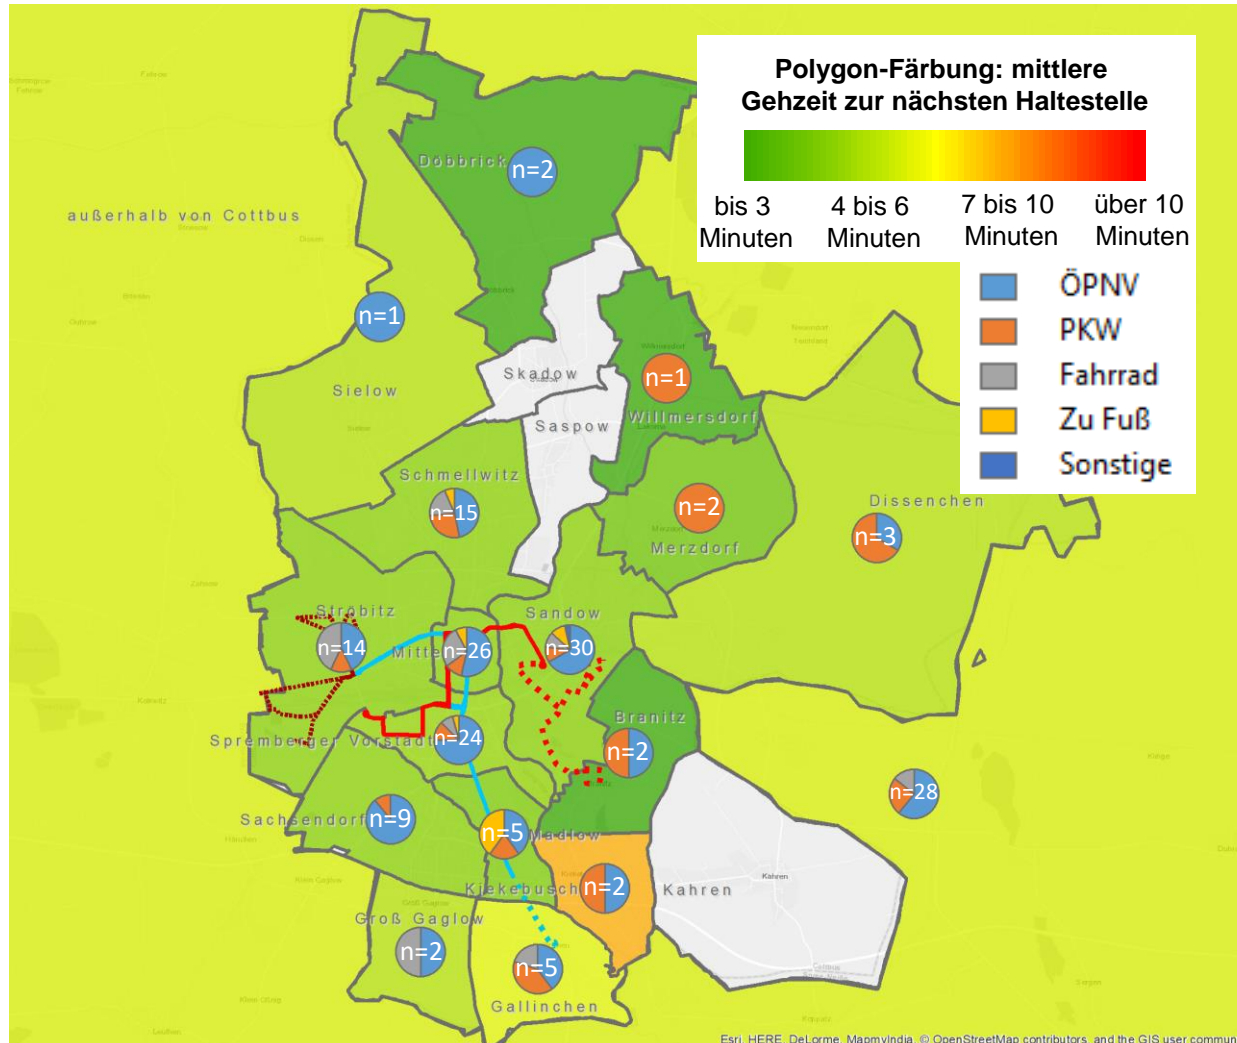 Polygon-Färbung: mittlere
Gehzeit zur nächsten Haltestelle
bis 3
Minuten
4 bis 6
Minuten
7 bis 10
Minuten
über 10
Minuten
ÖPNV
PKW
Fahrrad
Zu Fuß
Sonstige
Döbbrick
n=2
außerhalb von Cottbus
n=1
Sielow
Skadow
n=1
Willmersdorf
Saspow
Schmellwitz
n=15
n=2
Merzdorf
Dissenchen
n=3
Ströbitz
n=14
Mitte
n=26
Sandow
n=30
Branitz
n=2
Spremberger Vorstadt
n=24
n=28
Sachsendorf
n=9
n=5
Madlow
Kiekebusch
n=2
Kahren
Kahren
Groß Gaglow
n=2
n=5
Gallinchen
Esri, HERE, DeLorme, MapmyIndia, © OpenStreetMap contributors, and the GIS user commun